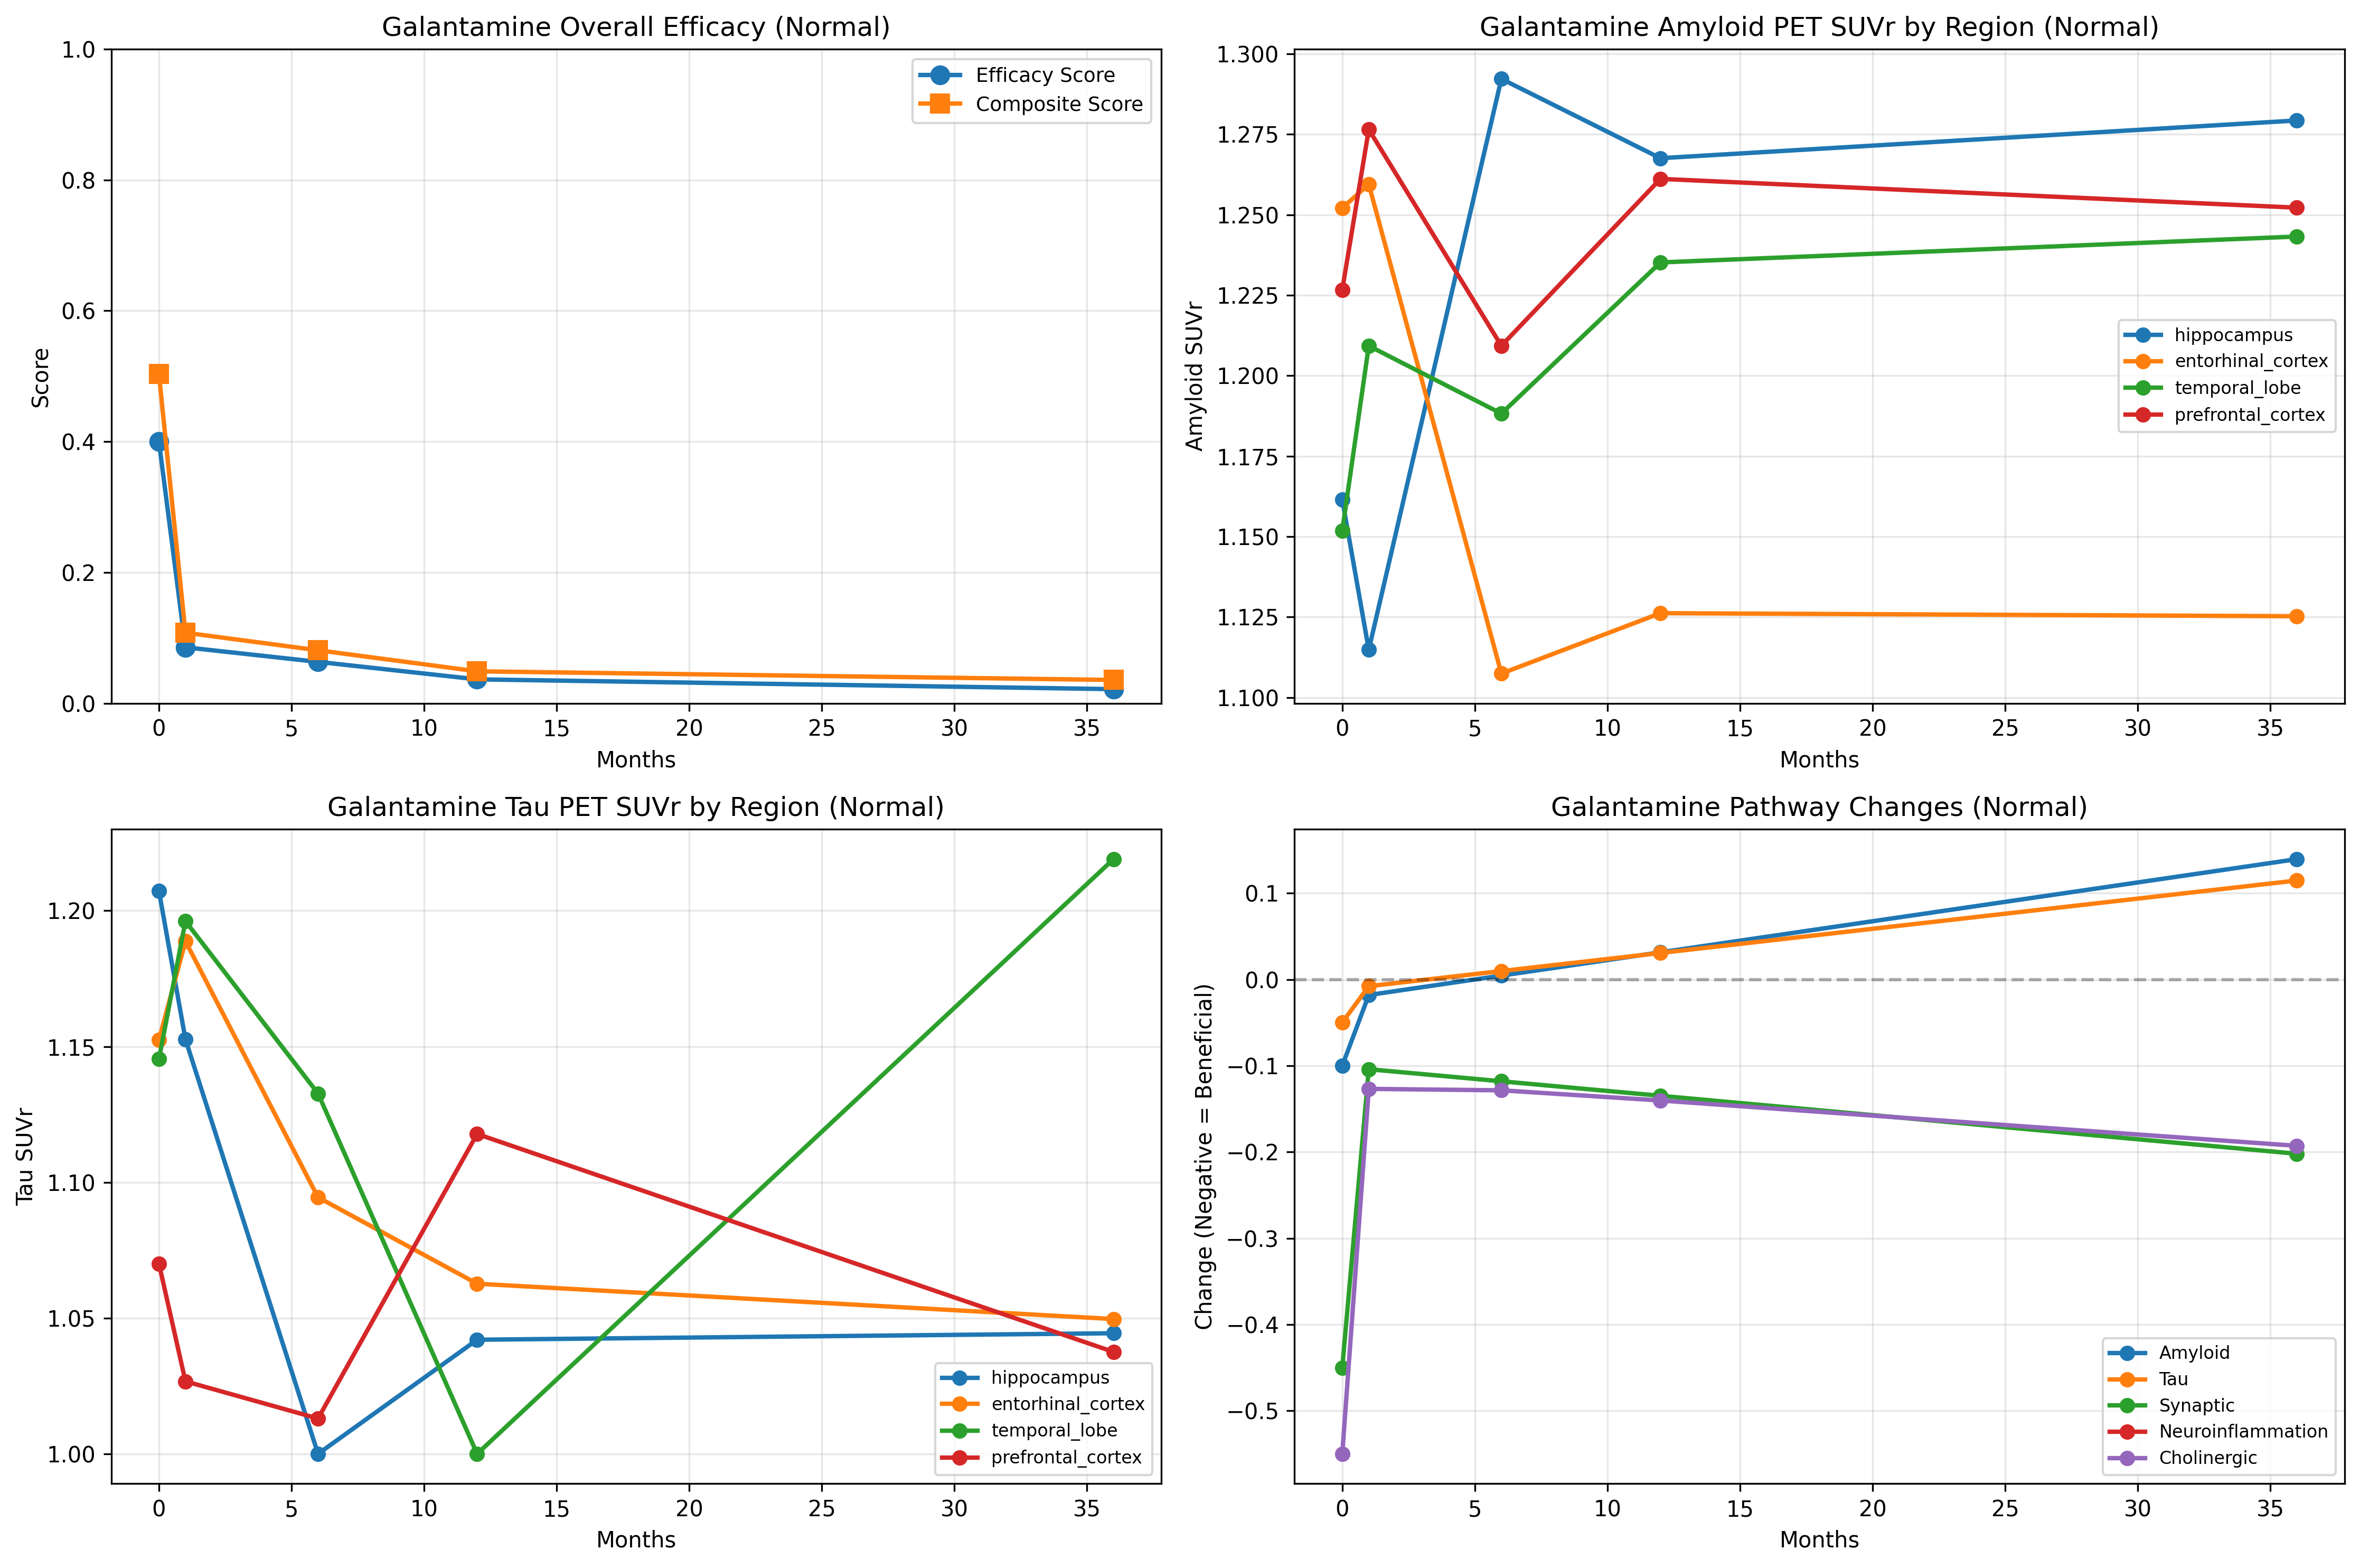 Galantamine Overall Efficacy (Normal)
1.0
0.8
0.6
0.4
0.2
0.0
Score
0
5
10
15
20
25
30
35
Months
Efficacy Score
Composite Score
Galantamine Amyloid PET SUVr by Region (Normal)
1.300
1.275
1.250
1.225
1.200
1.175
1.150
1.125
1.100
Amyloid SUVr
0
5
10
15
20
25
30
35
Months
hippocampus
entorhinal_cortex
temporal_lobe
prefrontal_cortex
Galantamine Tau PET SUVr by Region (Normal)
1.20
1.15
1.10
1.05
1.00
Tau SUVr
0
5
10
15
20
25
30
35
Months
hippocampus
entorhinal_cortex
temporal_lobe
prefrontal_cortex
Galantamine Pathway Changes (Normal)
0.1
0.0
−0.1
−0.2
−0.3
−0.4
−0.5
Change (Negative = Beneficial)
0
5
10
15
20
25
30
35
Months
Amyloid
Tau
Synaptic
Neuroinflammation
Cholinergic